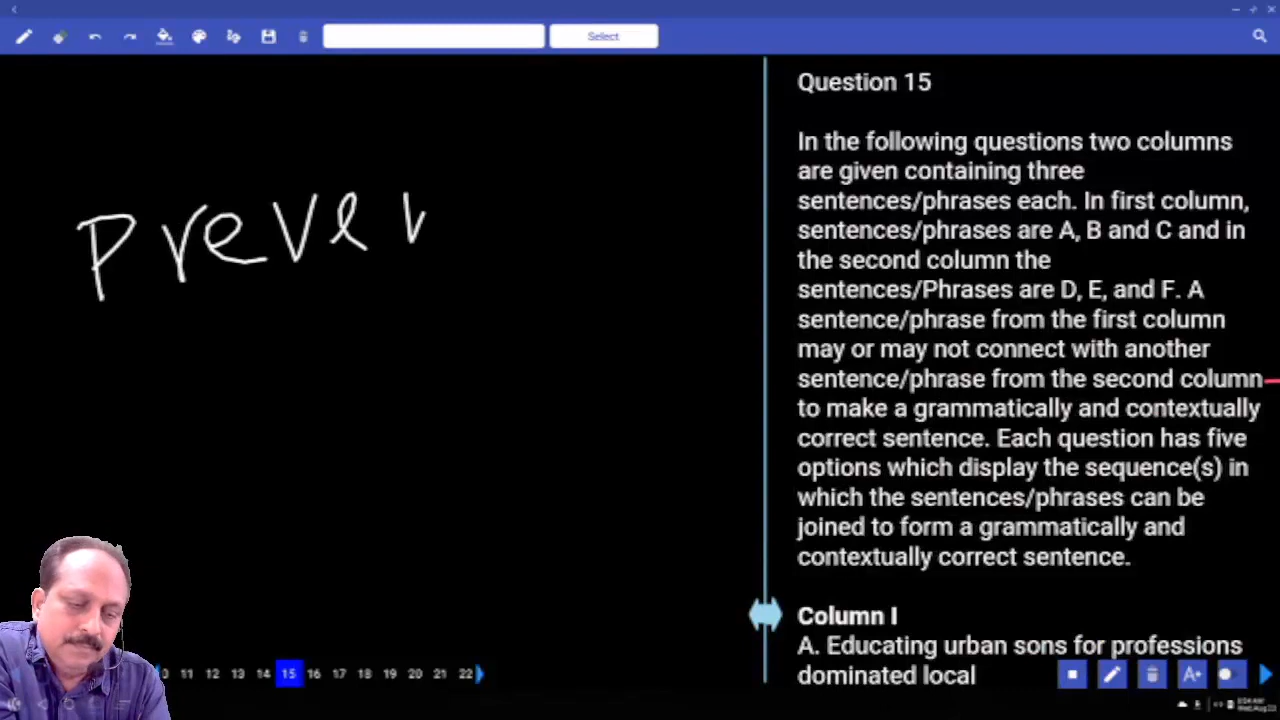 Select
Question 15
In the following questions two columns
are given containing three
sentences/phrases each. In first column,
sentences/phrases are A, B and C and in
the second column the
sentences/Phrases are D, E, and F. A
sentence/phrase from the first column
may or may not connect with another
sentence/phrase from the second column
to make a grammatically and contextually
correct sentence. Each question has five
options which display the sequence(s) in
which the sentences/phrases can be
joined to form a grammatically and
contextually correct sentence.
Column I
A. Educating urban sons for professions
dominated local
Preve
11 12 13 14 15 16 17 18 19 20 21 22
A+